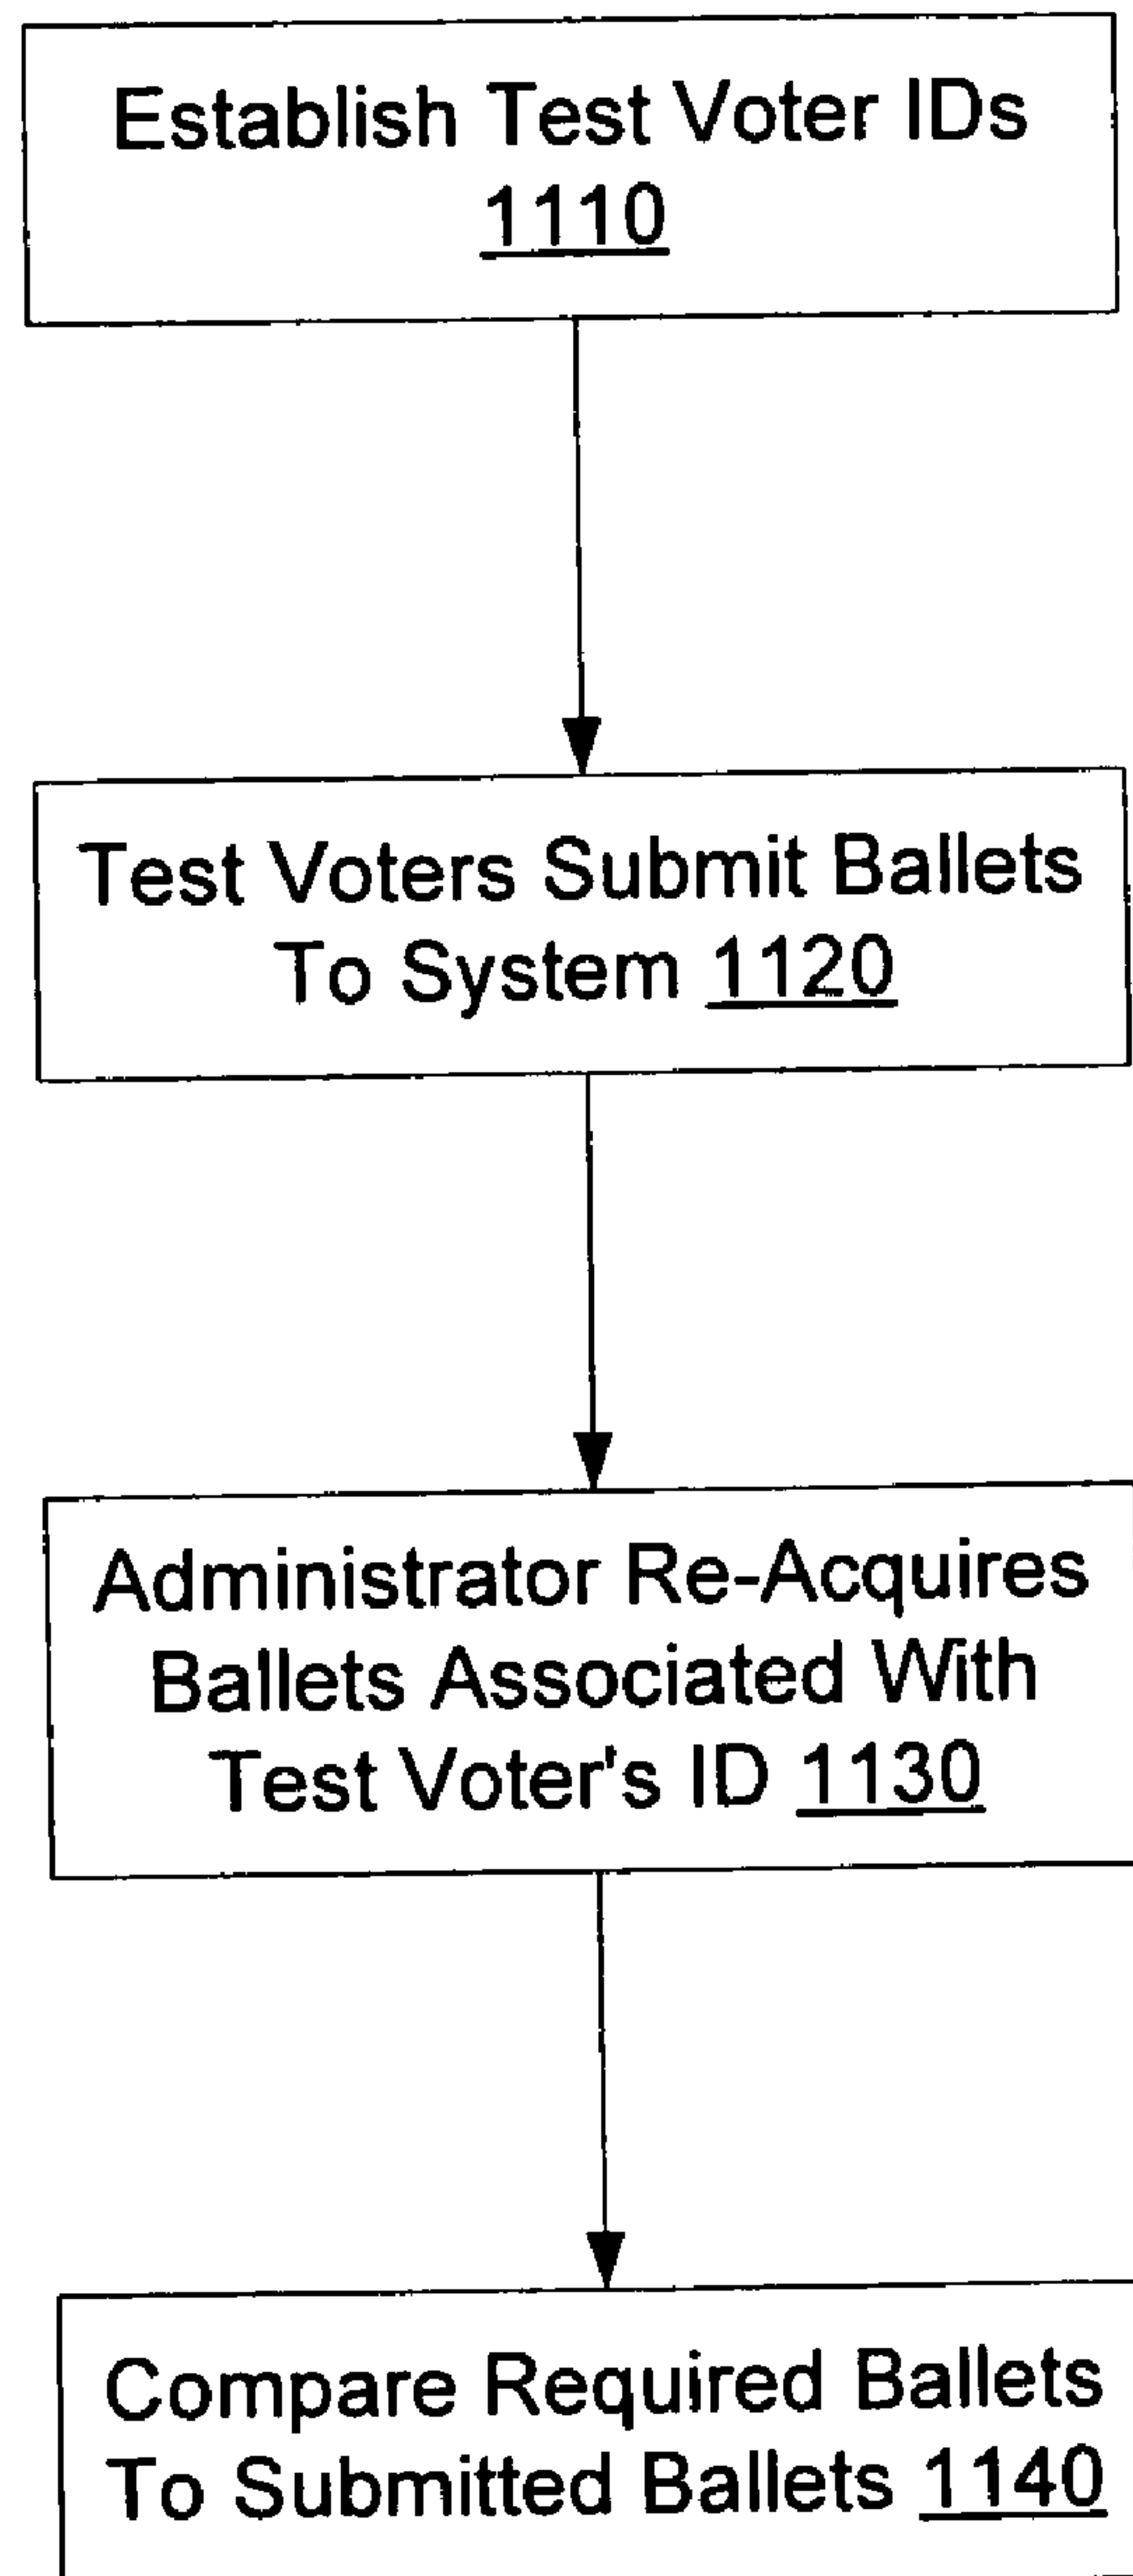 Establish Test Voter IDs
1110
Test Voters Submit Ballets
To System 1120
Administrator Re-Acquires
Ballets Associated With
Test Voter's ID 1130
Compare Required Ballets
To Submitted Ballets 1140